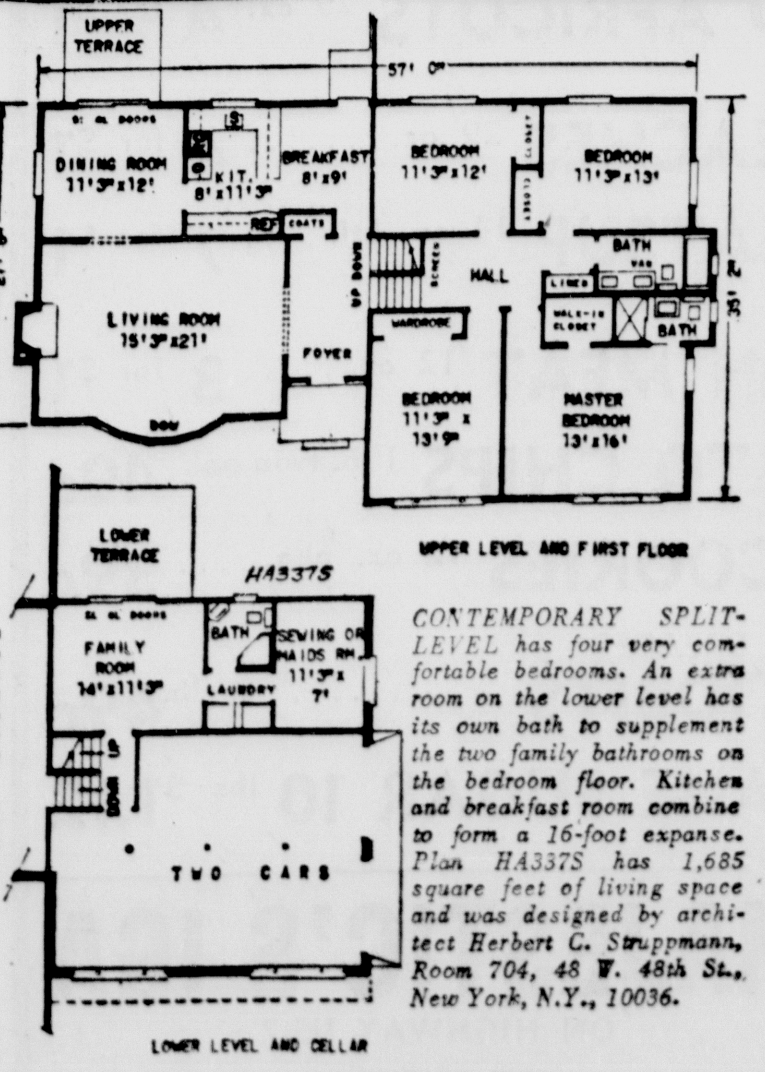 UPPER
TERRACE
57' 0"
SL GL DOORS
DINING ROOM
11'3"x12'
S
KIT.
8'x11'3"
REF
BREAKFAST
8'x9'
COATS
BEDROOM
11'3"x12'
CLOSET
CLOSET
BEDROOM
11'3"x13'
BATH
VAN
LINEN
HALL
SCREEN
UP
DOWN
35' 2"
LIVING ROOM
15'3"x21'
FOYER
BOW
WARDROBE
WALK-IN
CLOSET
BATH
BEDROOM
11'3" x
13'9"
MASTER
BEDROOM
13'x16'
UPPER LEVEL AND FIRST FLOOR
LOWER
TERRACE
HA337S
SL GL DOORS
FAMILY
ROOM
14'x11'3"
BATH
SEWING OR
MAIDS RM.
11'3"x
7'
LAUNDRY
UP
DOWN
TWO CARS
LOWER LEVEL AND CELLAR
CONTEMPORARY SPLIT-
LEVEL has four very com-
fortable bedrooms. An extra
room on the lower level has
its own bath to supplement
the two family bathrooms on
the bedroom floor. Kitchen
and breakfast room combine
to form a 16-foot expanse.
Plan HA337S has 1,685
square feet of living space
and was designed by archi-
tect Herbert C. Struppmann,
Room 704, 48 W. 48th St.,
New York, N.Y., 10036.